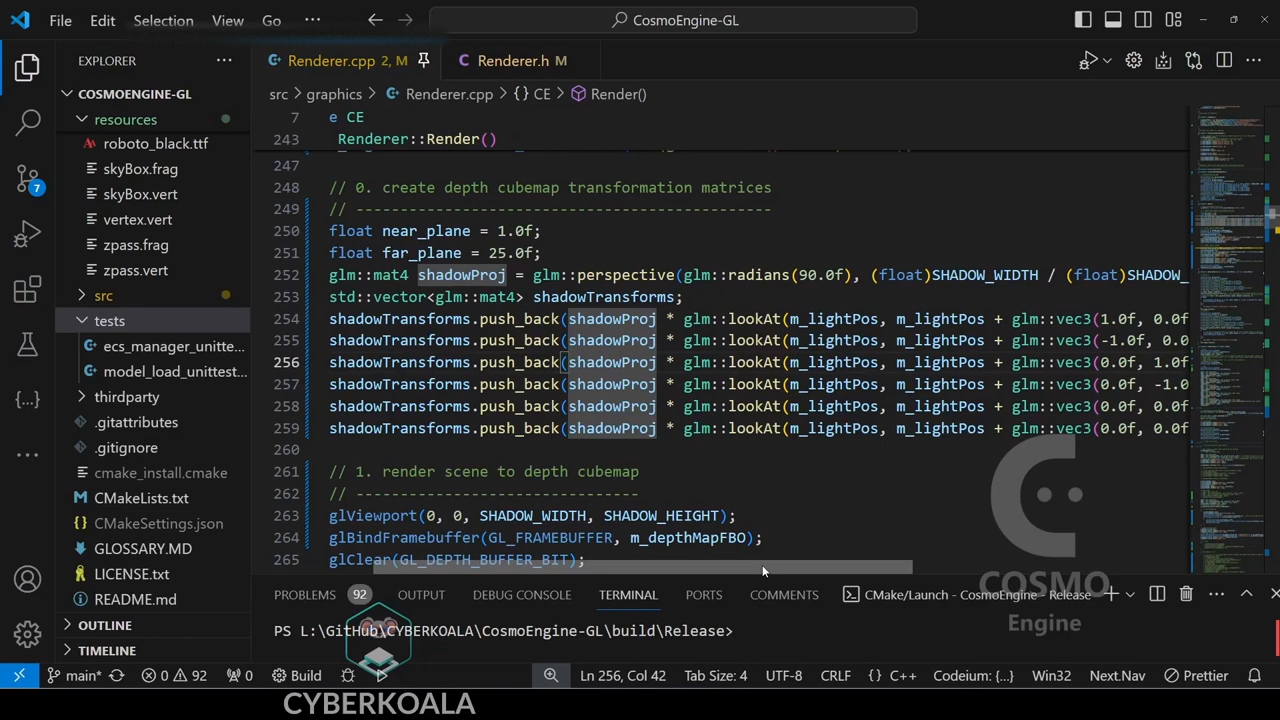 File Edit Selection View Go ··· CosmoEngine-GL
EXPLORER ···
COSMOENGINE-GL
resources
roboto_black.ttf
skyBox.frag
skyBox.vert
vertex.vert
zpass.frag
zpass.vert
src
tests
ecs_manager_unitte...
model_load_unittest...
thirdparty
.gitattributes
.gitignore
cmake_install.cmake
CMakeLists.txt
CMakeSettings.json
GLOSSARY.MD
LICENSE.txt
README.md
OUTLINE
TIMELINE
7
Renderer.cpp 2, M Renderer.h M
src > graphics > Renderer.cpp > {} CE > Render()
7 e CE
243 Renderer::Render()
247
248 // 0. create depth cubemap transformation matrices
249 // -----------------------------------------------
250 float near_plane = 1.0f;
251 float far_plane = 25.0f;
252 glm::mat4 shadowProj = glm::perspective(glm::radians(90.0f), (float)SHADOW_WIDTH / (float)SHADOW_
253 std::vector<glm::mat4> shadowTransforms;
254 shadowTransforms.push_back(shadowProj * glm::lookAt(m_lightPos, m_lightPos + glm::vec3(1.0f, 0.0f
255 shadowTransforms.push_back(shadowProj * glm::lookAt(m_lightPos, m_lightPos + glm::vec3(-1.0f, 0.0
256 shadowTransforms.push_back(shadowProj * glm::lookAt(m_lightPos, m_lightPos + glm::vec3(0.0f, 1.0f
257 shadowTransforms.push_back(shadowProj * glm::lookAt(m_lightPos, m_lightPos + glm::vec3(0.0f, -1.0
258 shadowTransforms.push_back(shadowProj * glm::lookAt(m_lightPos, m_lightPos + glm::vec3(0.0f, 0.0f
259 shadowTransforms.push_back(shadowProj * glm::lookAt(m_lightPos, m_lightPos + glm::vec3(0.0f, 0.0f
260
261 // 1. render scene to depth cubemap
262 // --------------------------------
263 glViewport(0, 0, SHADOW_WIDTH, SHADOW_HEIGHT);
264 glBindFramebuffer(GL_FRAMEBUFFER, m_depthMapFBO);
265 glClear(GL_DEPTH_BUFFER_BIT);
COSMO
Engine
PROBLEMS 92 OUTPUT DEBUG CONSOLE TERMINAL PORTS COMMENTS CMake/Launch - CosmoEngine - Release
PS L:\GitHub\CYBERKOALA\CosmoEngine-GL\build\Release>
main* 0 92 0 Build Ln 256, Col 42 Tab Size: 4 UTF-8 CRLF {} C++ Codeium: {...} Win32 Next.Nav Prettier
CYBERKOALA